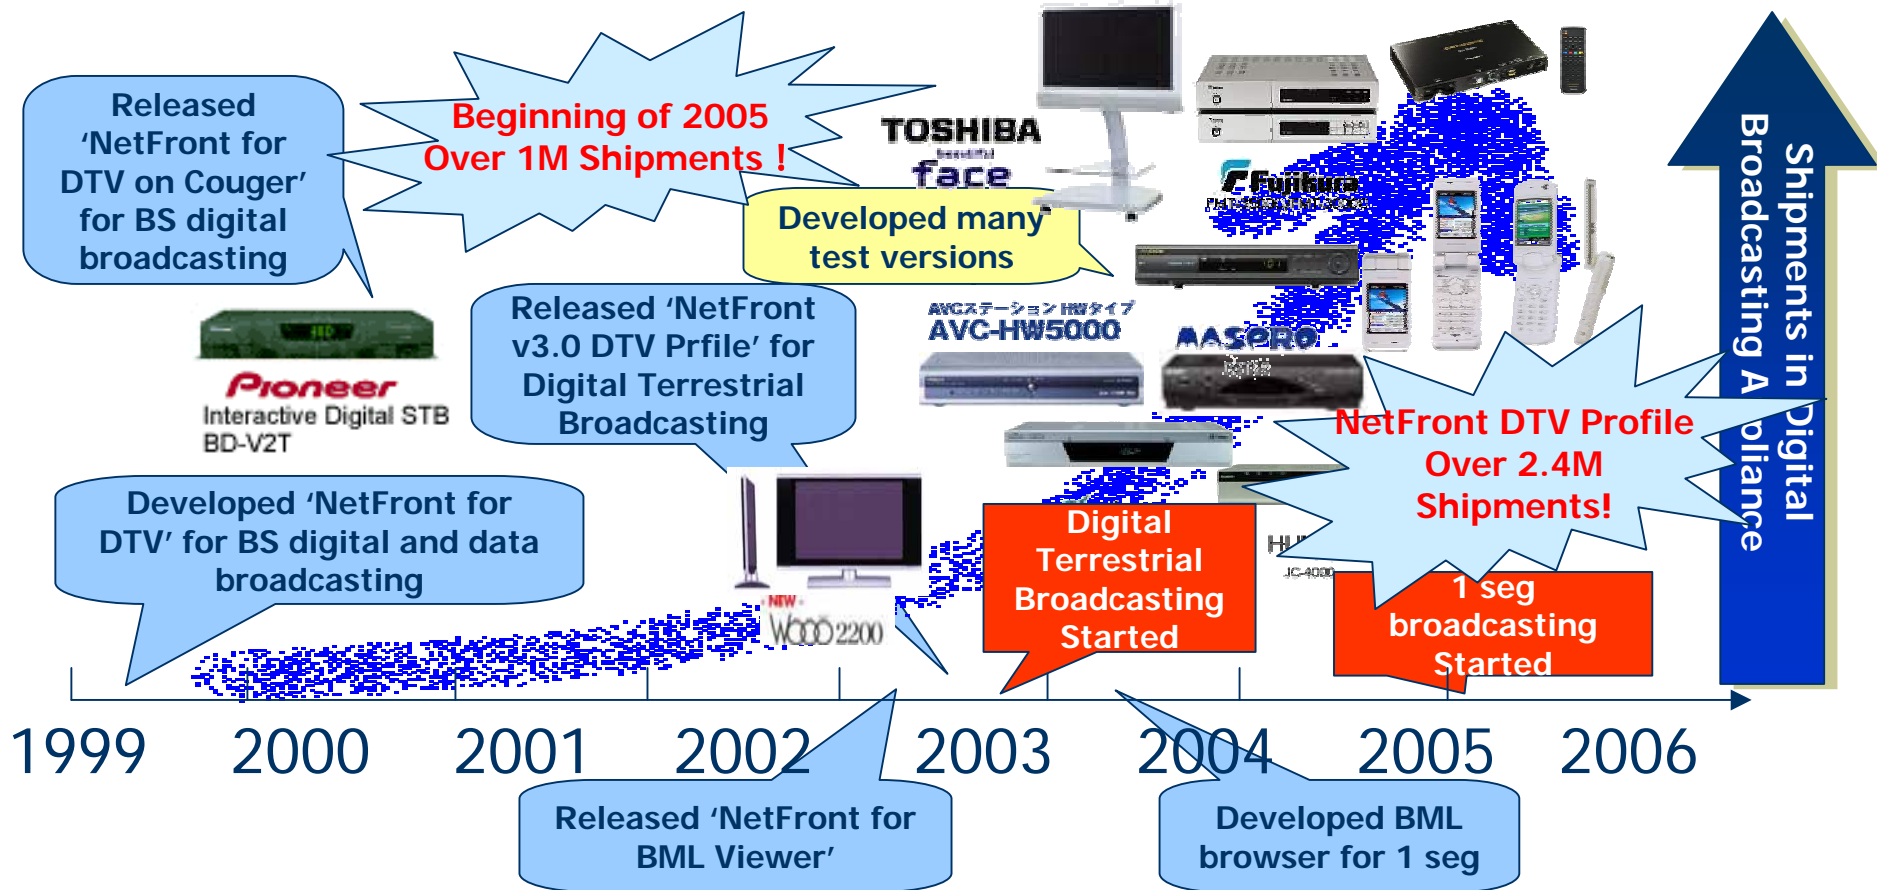 Released
‘NetFront for
DTV on Couger’
for BS digital
broadcasting
Beginning of 2005
Over 1M Shipments !
TOSHIBA
beautiful
face
Developed many
test versions
Fujikura
Shipments in Digital
Broadcasting Appliance
Pioneer
Interactive Digital STB
BD-V2T
Released ‘NetFront
v3.0 DTV Prfile’ for
Digital Terrestrial
Broadcasting
AVCステーション HWタイプ
AVC-HW5000
MASPRO
NetFront DTV Profile
Over 2.4M
Shipments!
Developed ‘NetFront for
DTV’ for BS digital and data
broadcasting
- NEW -
Wooo 2200
Digital
Terrestrial
Broadcasting
Started
JC-4000
1 seg
broadcasting
Started
1999 2000 2001 2002 2003 2004 2005 2006
Released ‘NetFront for
BML Viewer’
Developed BML
browser for 1 seg